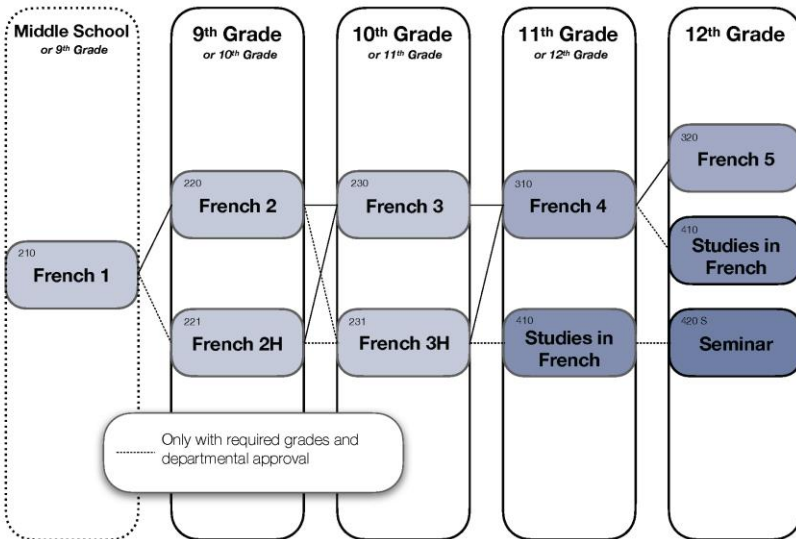 Middle School
or 9th Grade
9th Grade
or 10th Grade
10th Grade
or 11th Grade
11th Grade
or 12th Grade
12th Grade
210
French 1
220
French 2
221
French 2H
230
French 3
231
French 3H
310
French 4
410
Studies in
French
320
French 5
410
Studies in
French
420 S
Seminar
Only with required grades and
departmental approval